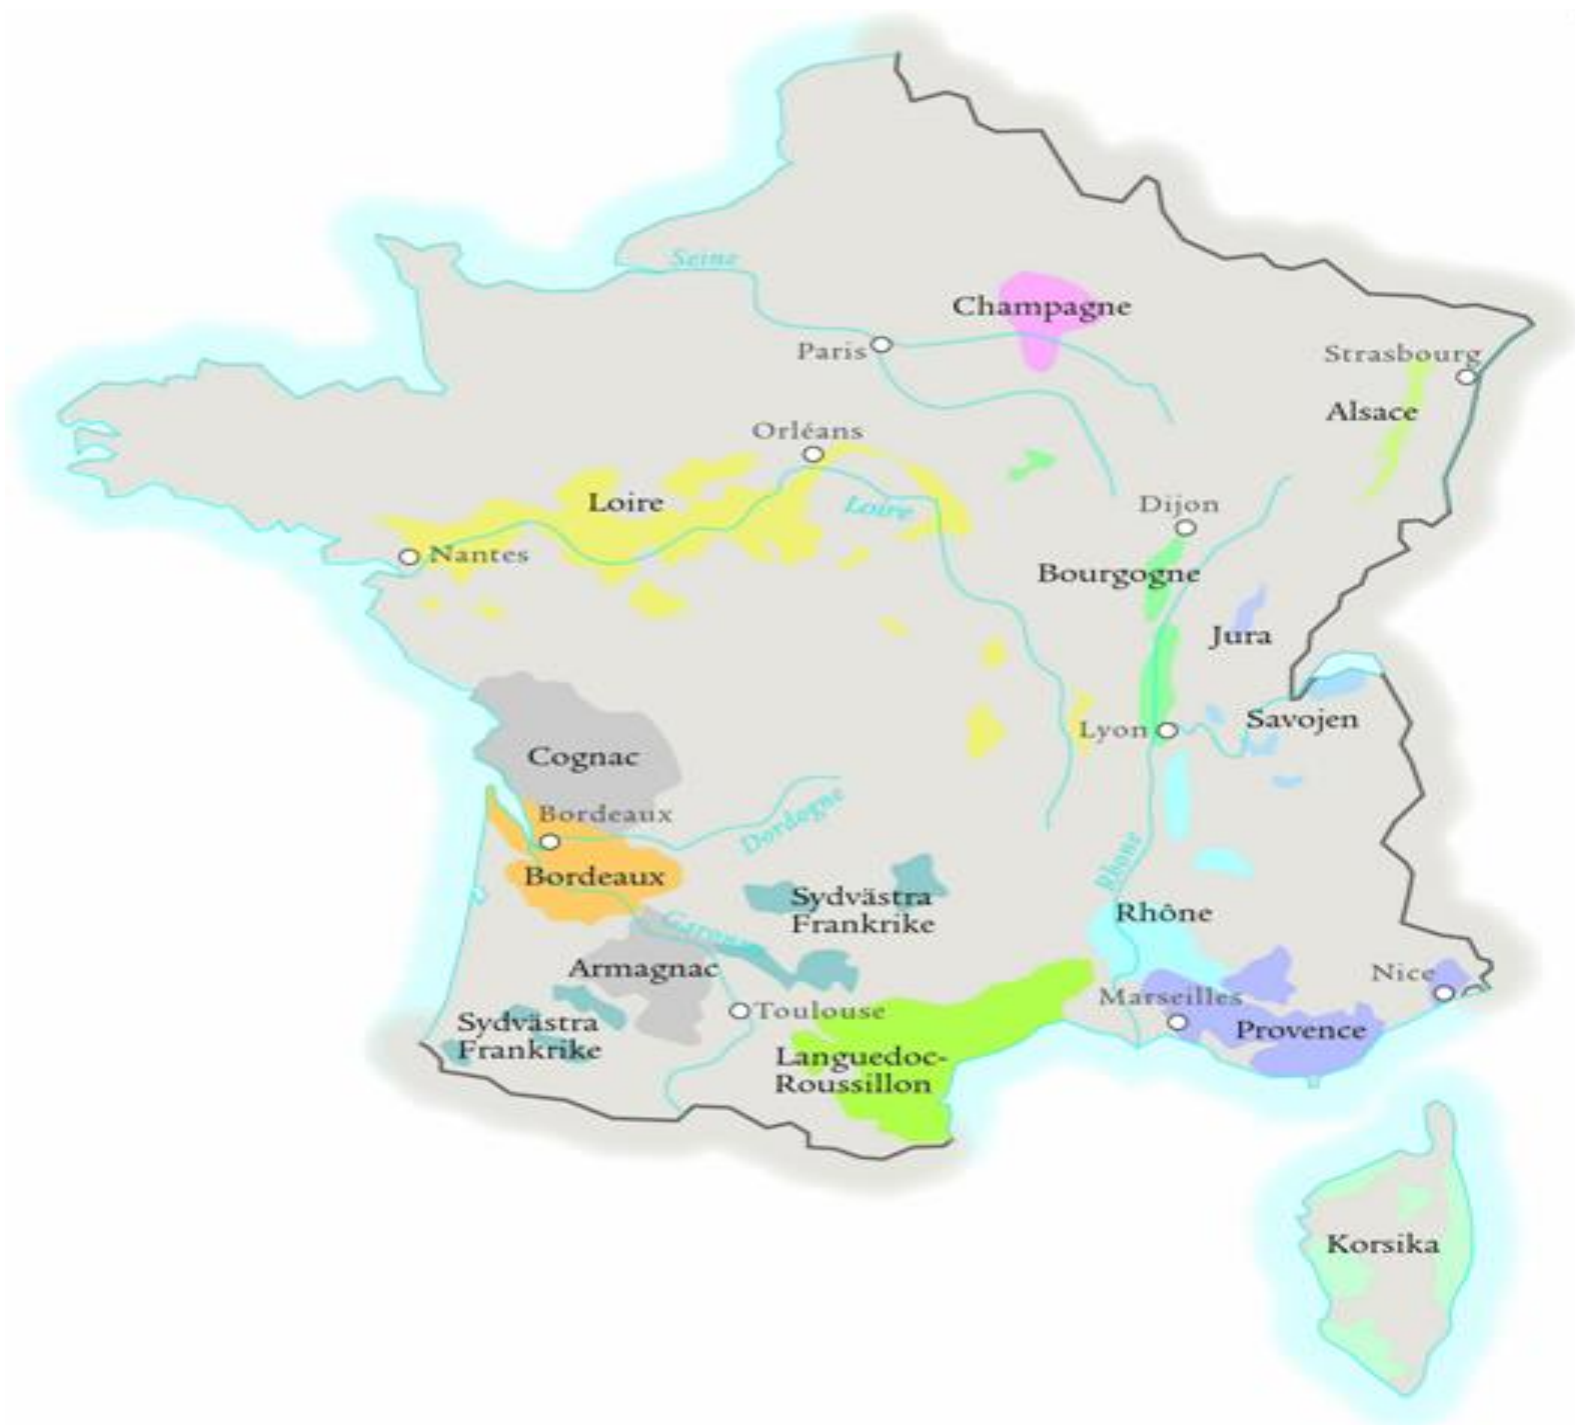 Seine
Champagne
Paris
Strasbourg
Alsace
Orléans
Loire
Loire
Dijon
Nantes
Bourgogne
Jura
Savojen
Lyon
Cognac
Bordeaux
Dordogne
Bordeaux
Rhône
Sydvästra
Frankrike
Rhône
Garonne
Armagnac
Nice
Marseilles
Toulouse
Sydvästra
Frankrike
Provence
Languedoc-
Roussillon
Korsika